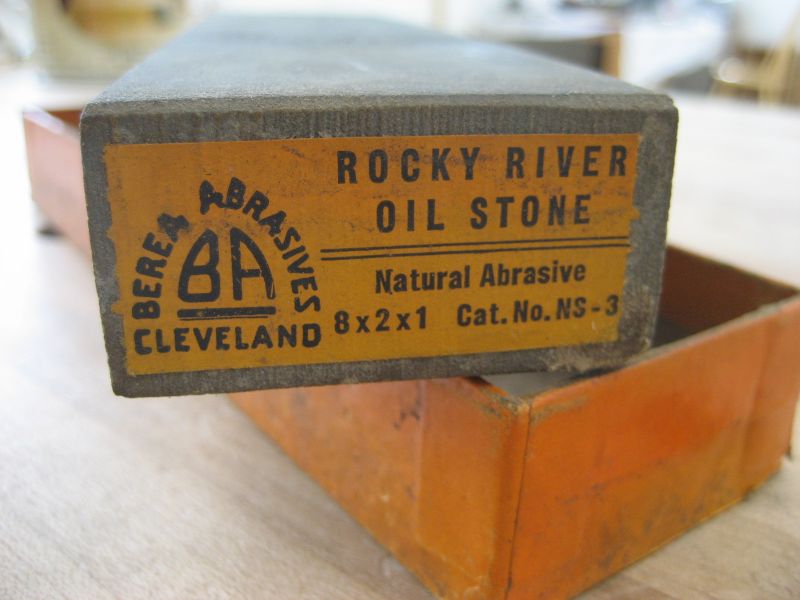 ROCKY RIVER
OIL STONE
Natural Abrasive
8x2x1 Cat. No. NS-3
BEREA ABRASIVES
BA
CLEVELAND